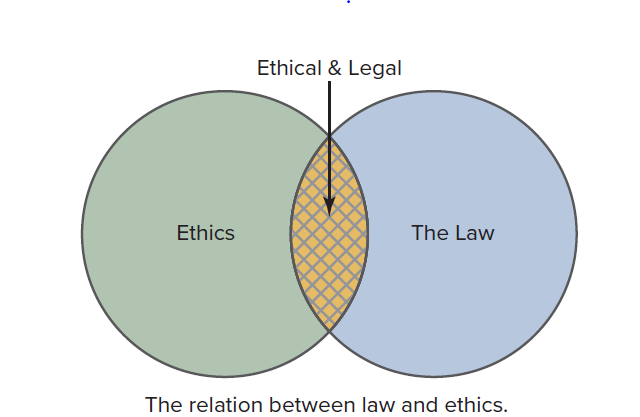 Ethical & Legal
Ethics
The Law
The relation between law and ethics.